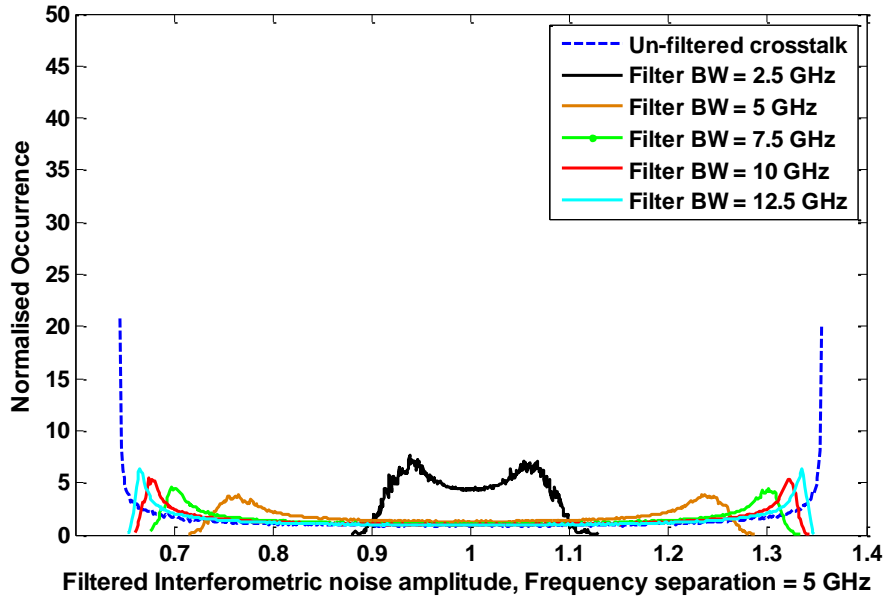 50
45
40
35
30
25
20
15
10
5
0
Normalised Occurrence
Un-filtered crosstalk
Filter BW = 2.5 GHz
Filter BW = 5 GHz
Filter BW = 7.5 GHz
Filter BW = 10 GHz
Filter BW = 12.5 GHz
0.7 0.8 0.9 1 1.1 1.2 1.3 1.4
Filtered Interferometric noise amplitude, Frequency separation = 5 GHz